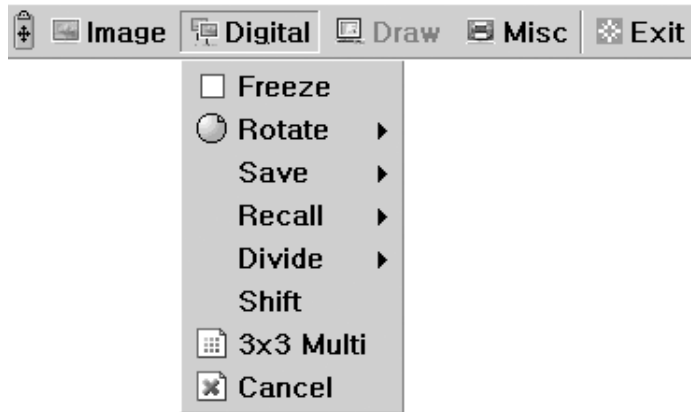 Image Digital Draw Misc Exit
Freeze
Rotate
Save
Recall
Divide
Shift
3x3 Multi
Cancel